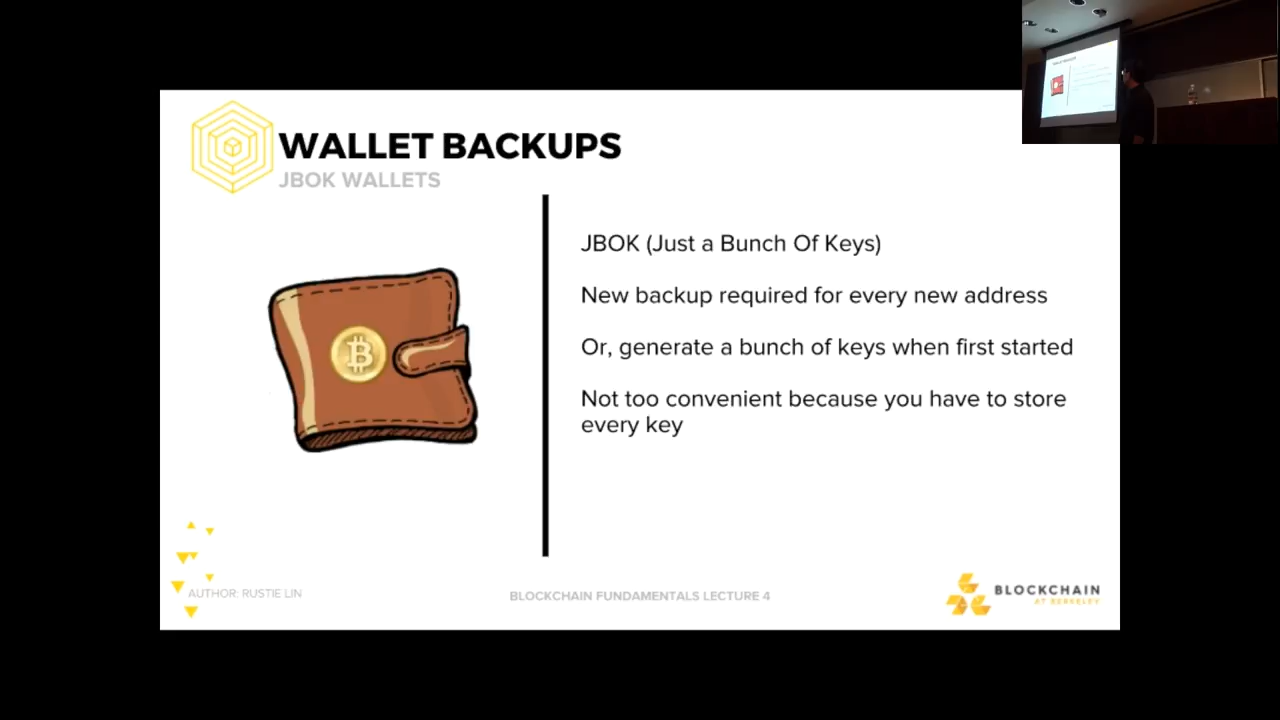 WALLET BACKUPS
JBOK WALLETS
JBOK (Just a Bunch Of Keys)
New backup required for every new address
Or, generate a bunch of keys when first started
Not too convenient because you have to store
every key
AUTHOR: RUSTIE LIN
BLOCKCHAIN FUNDAMENTALS LECTURE 4
BLOCKCHAIN
AT BERKELEY